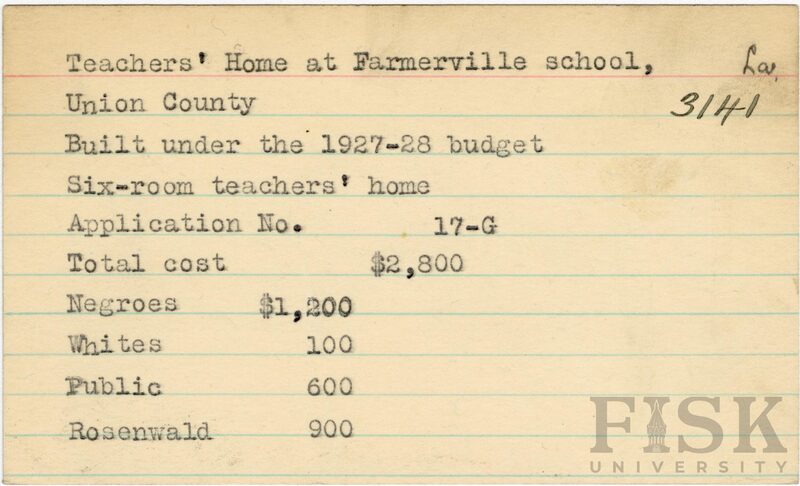 Teachers' Home at Farmerville school, La.
Union County 3141
Built under the 1927-28 budget
Six-room teachers' home
Application No. 17-G
Total cost $2,800
Negroes $1,200
Whites 100
Public 600
Rosenwald 900
FISK
UNIVERSITY